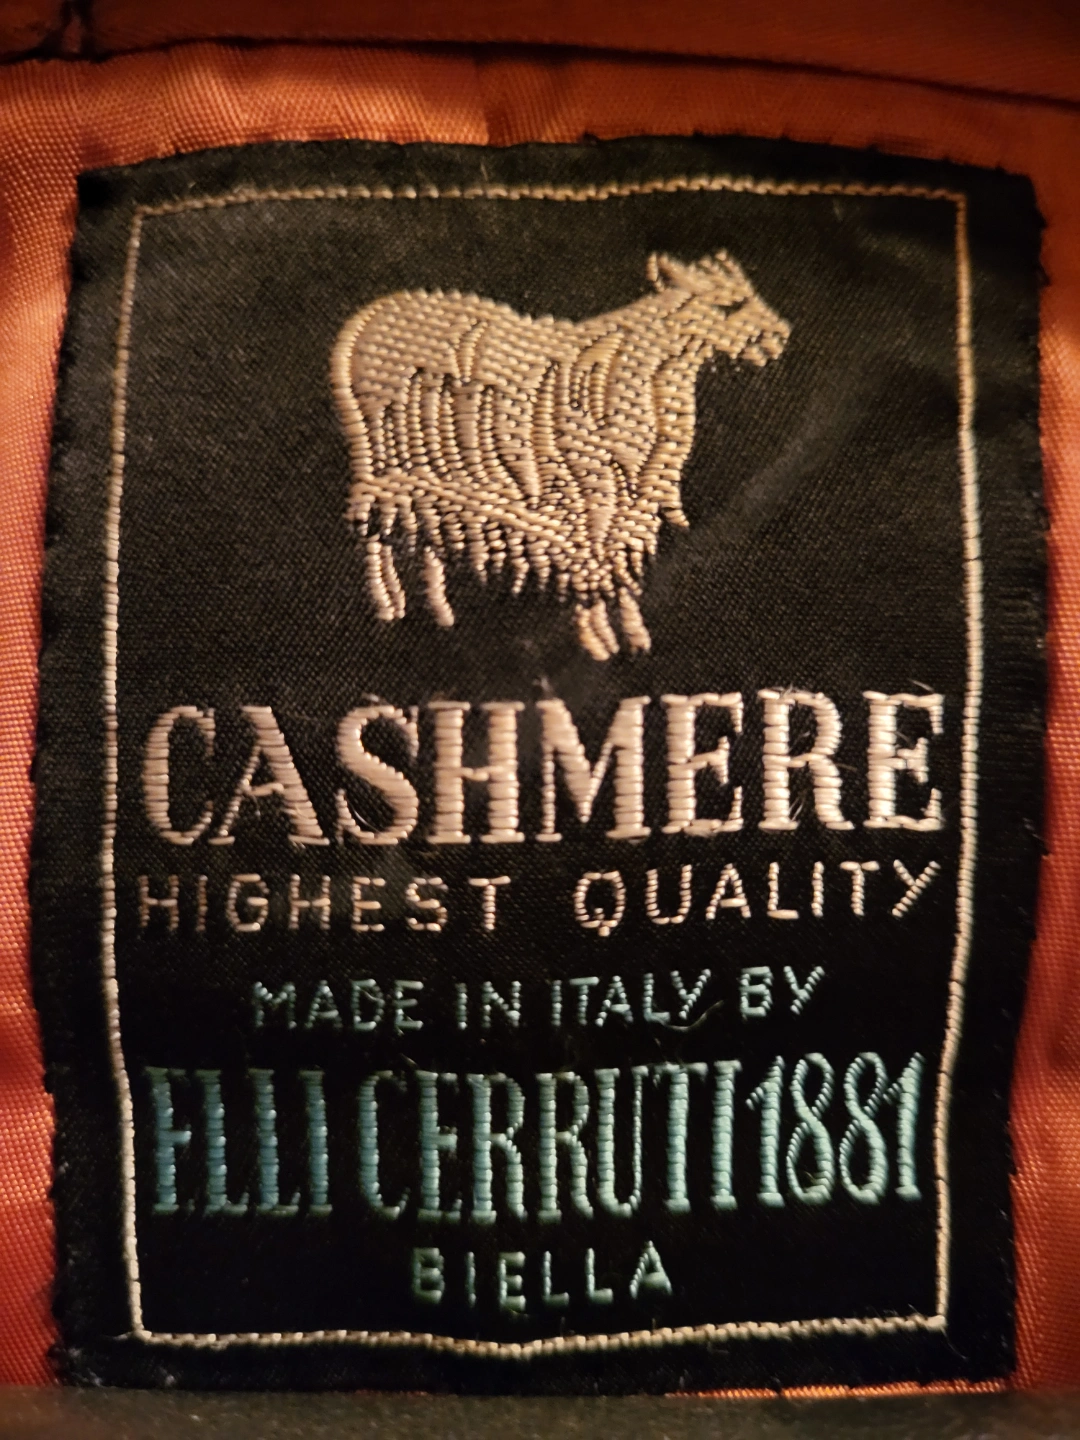 CASHMERE
HIGHEST QUALITY
MADE IN ITALY BY
FLLI CERRUTI 1881
BIELLA